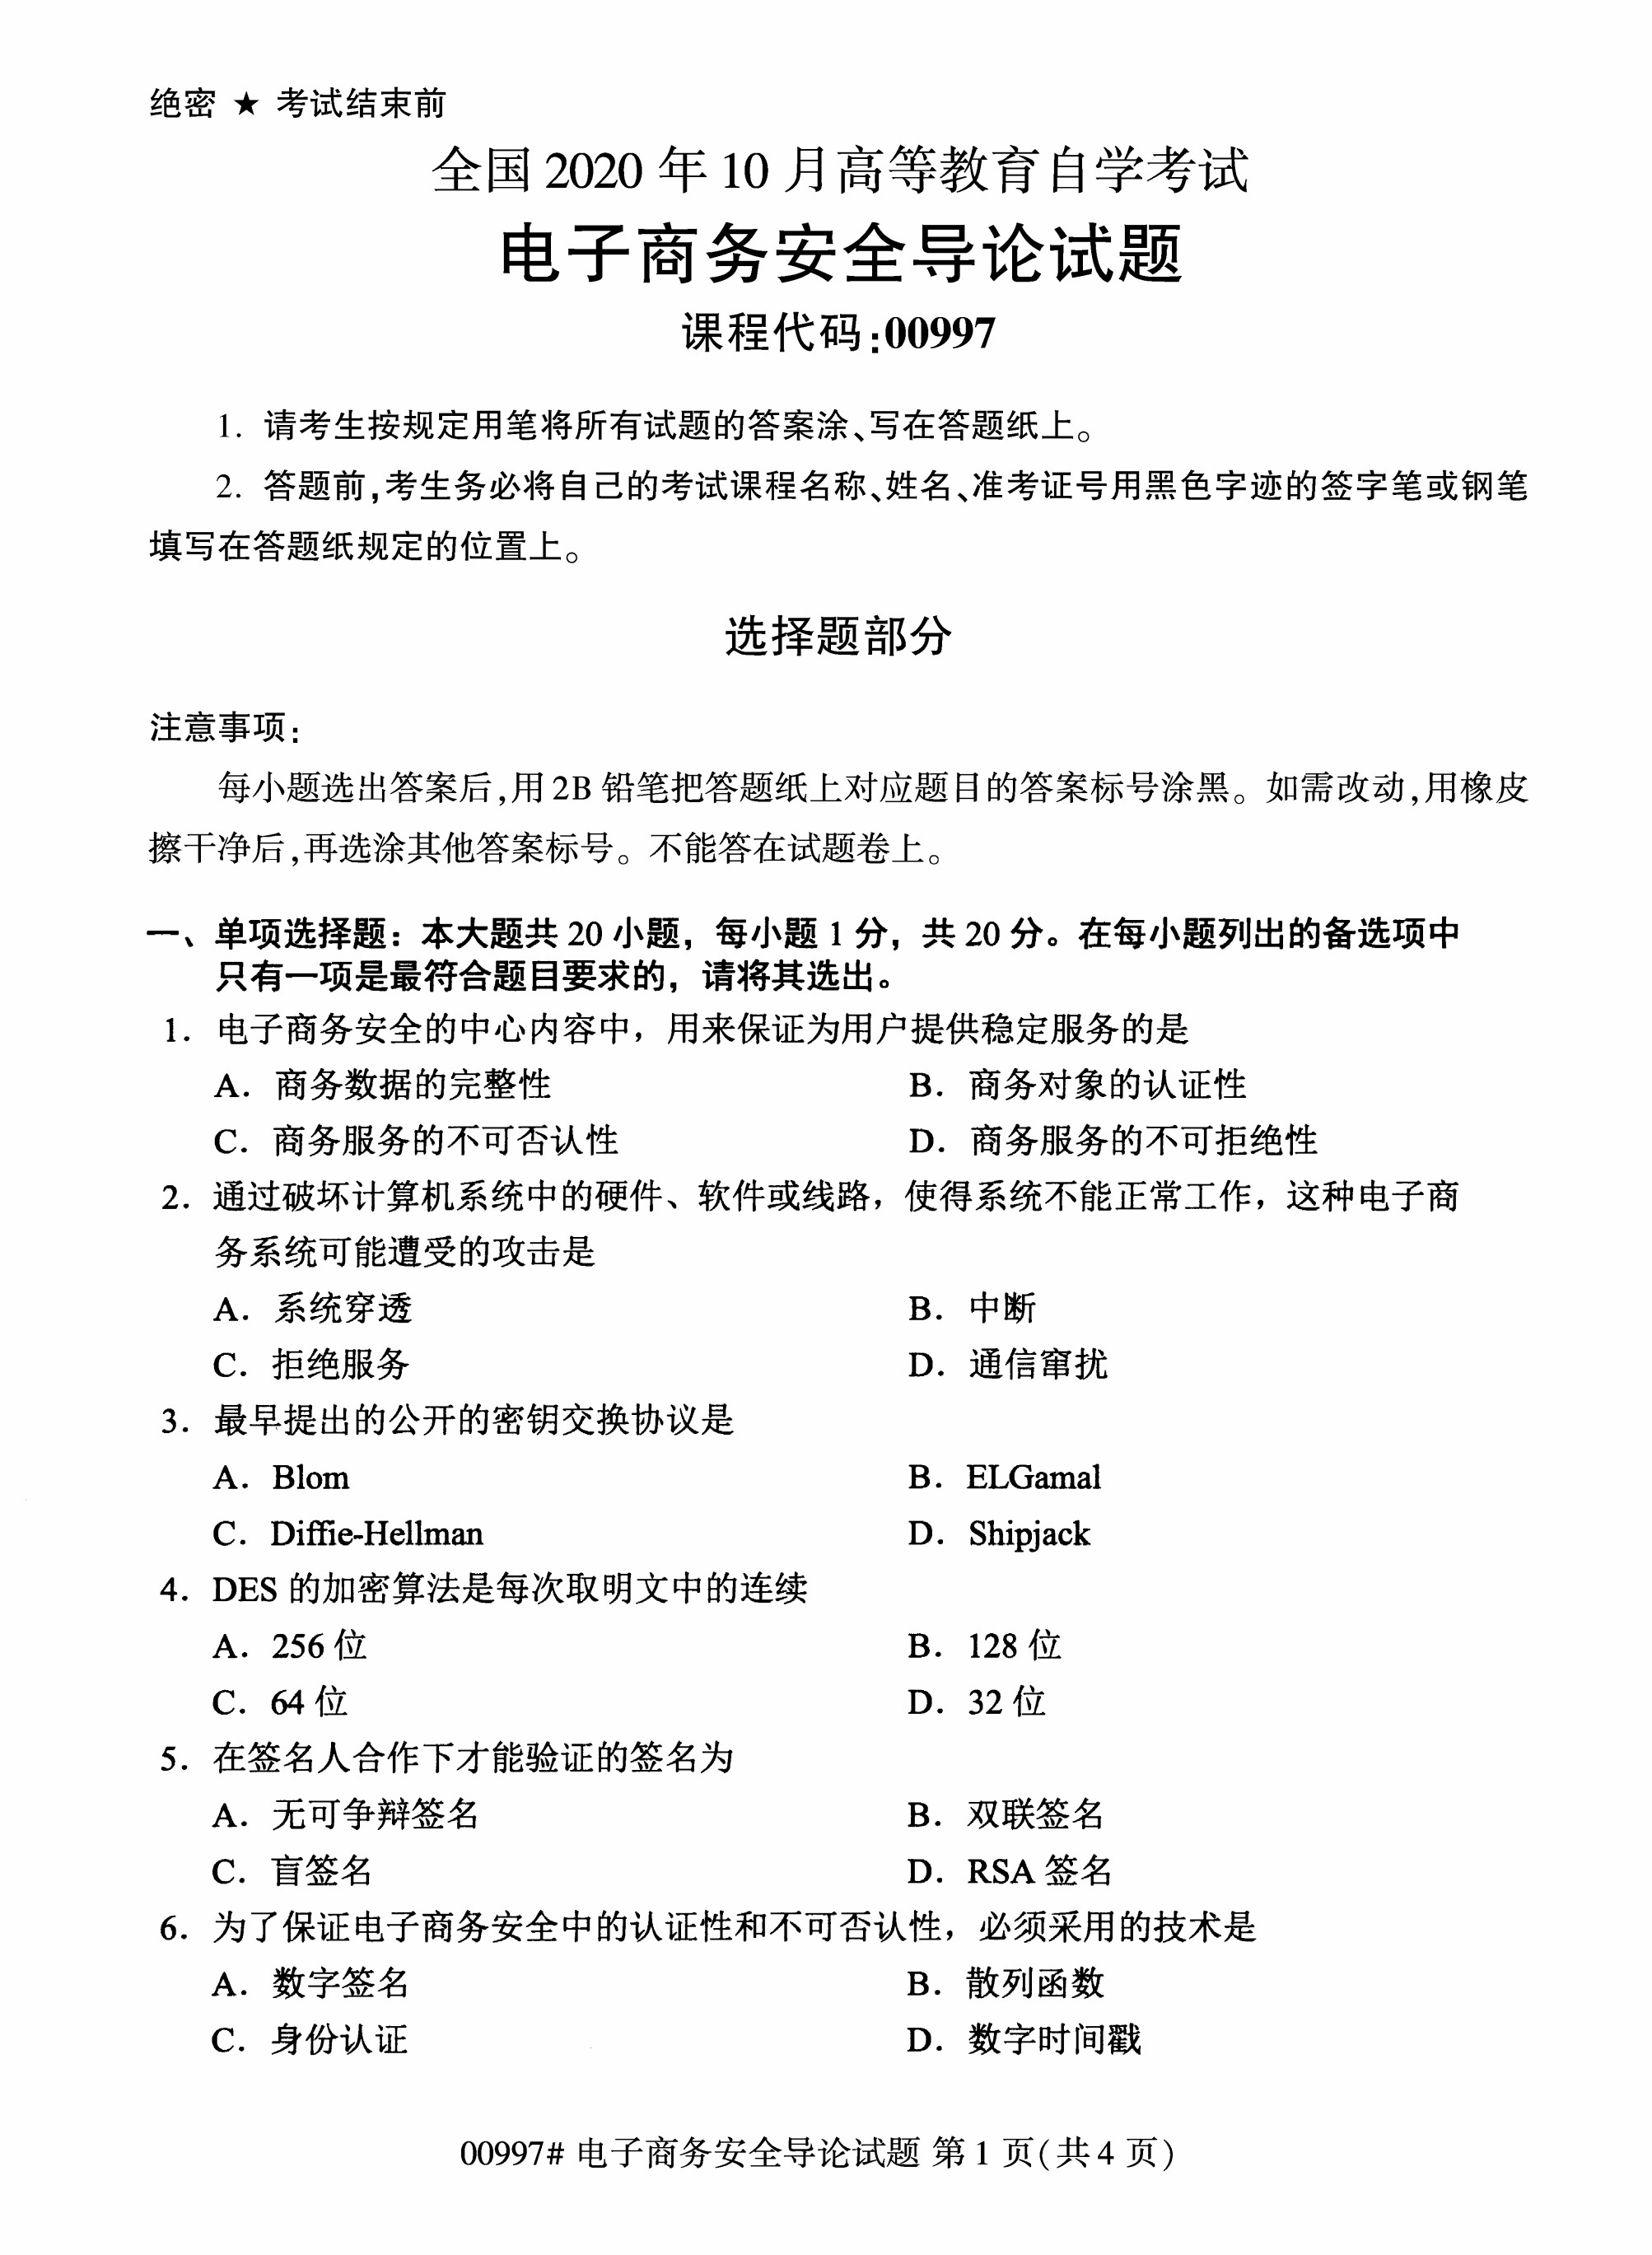 绝密 ★ 考试结束前
全国 2020 年 10 月高等教育自学考试
电子商务安全导论试题
课程代码:00997
1. 请考生按规定用笔将所有试题的答案涂、写在答题纸上。
2. 答题前,考生务必将自己的考试课程名称、姓名、准考证号用黑色字迹的签字笔或钢笔
填写在答题纸规定的位置上。
选择题部分
注意事项:
每小题选出答案后,用 2B 铅笔把答题纸上对应题目的答案标号涂黑。如需改动,用橡皮
擦干净后,再选涂其他答案标号。不能答在试题卷上。
一、单项选择题：本大题共 20 小题，每小题 1 分，共 20 分。在每小题列出的备选项中
只有一项是最符合题目要求的，请将其选出。
1. 电子商务安全的中心内容中，用来保证为用户提供稳定服务的是
A. 商务数据的完整性 B. 商务对象的认证性
C. 商务服务的不可否认性 D. 商务服务的不可拒绝性
2. 通过破坏计算机系统中的硬件、软件或线路，使得系统不能正常工作，这种电子商
务系统可能遭受的攻击是
A. 系统穿透 B. 中断
C. 拒绝服务 D. 通信窜扰
3. 最早提出的公开的密钥交换协议是
A. Blom B. ELGamal
C. Diffie-Hellman D. Shipjack
4. DES 的加密算法是每次取明文中的连续
A. 256 位 B. 128 位
C. 64 位 D. 32 位
5. 在签名人合作下才能验证的签名为
A. 无可争辩签名 B. 双联签名
C. 盲签名 D. RSA 签名
6. 为了保证电子商务安全中的认证性和不可否认性，必须采用的技术是
A. 数字签名 B. 散列函数
C. 身份认证 D. 数字时间戳
00997# 电子商务安全导论试题 第 1 页(共 4 页)